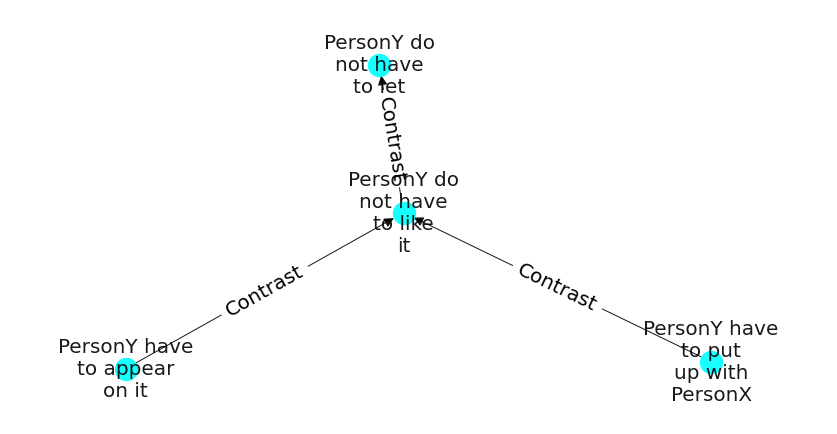 PersonY do
not have
to let
Contrast
PersonY do
not have
to like
it
Contrast
Contrast
PersonY have
to appear
on it
PersonY have
to put
up with
PersonX